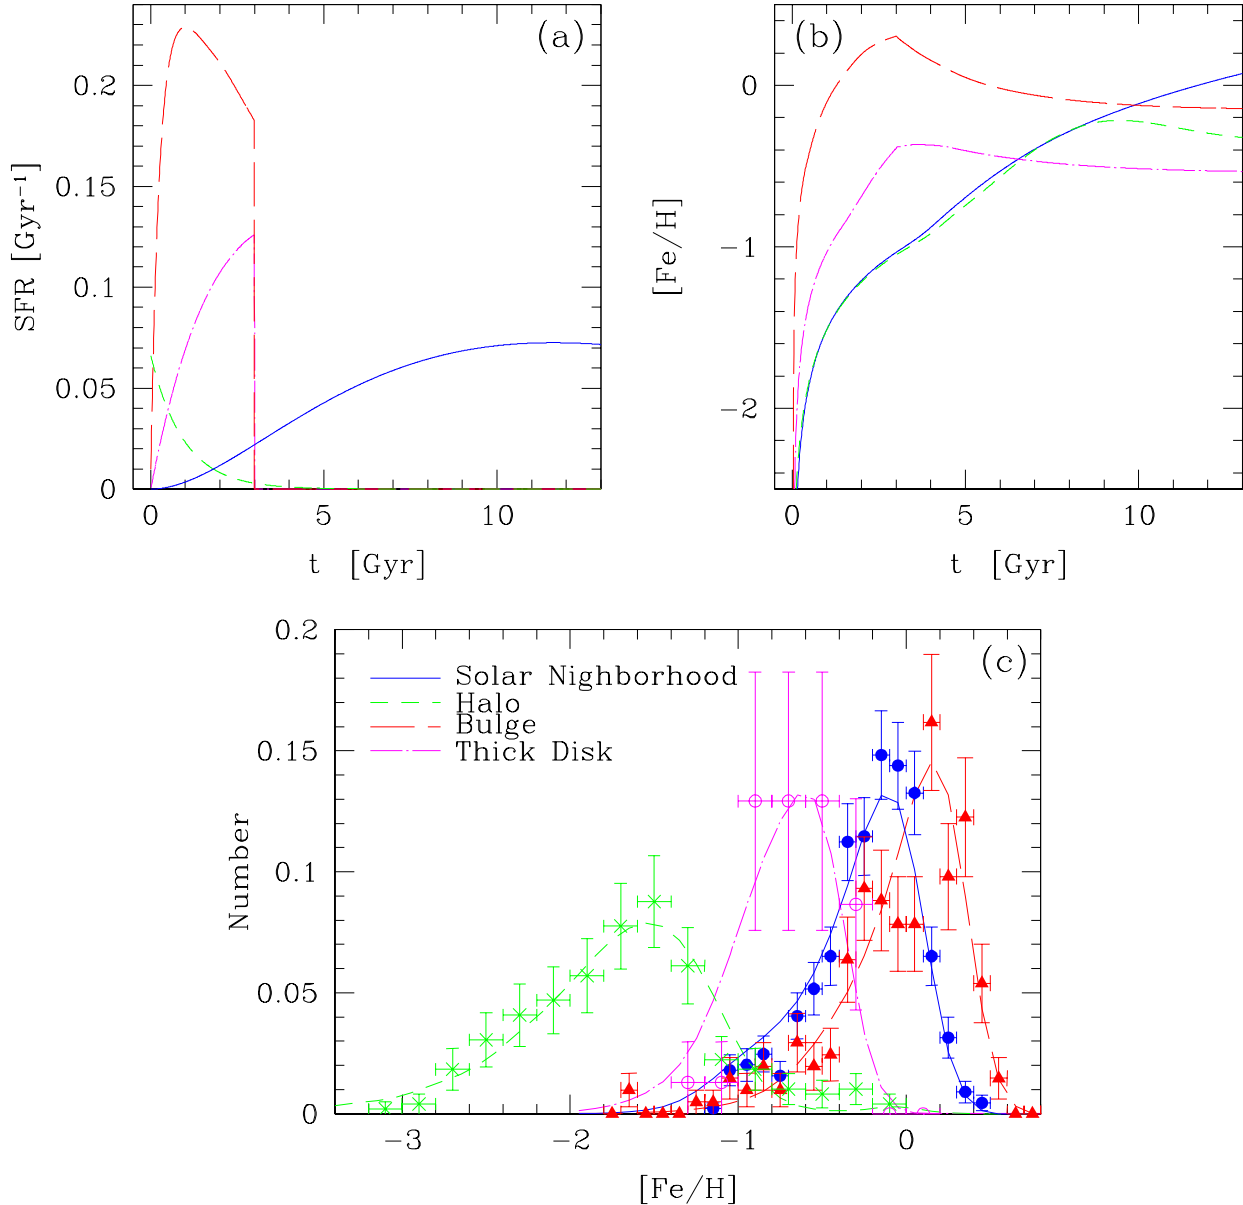 (a)
0.2
0.15
0.1
0.05
0
SFR [Gyr⁻¹]
0
5
10
t [Gyr]
(b)
0
−1
−2
[Fe/H]
0
5
10
t [Gyr]
(c)
0.2
0.15
0.1
0.05
0
Number
Solar Nighborhood
Halo
Bulge
Thick Disk
−3
−2
−1
0
[Fe/H]